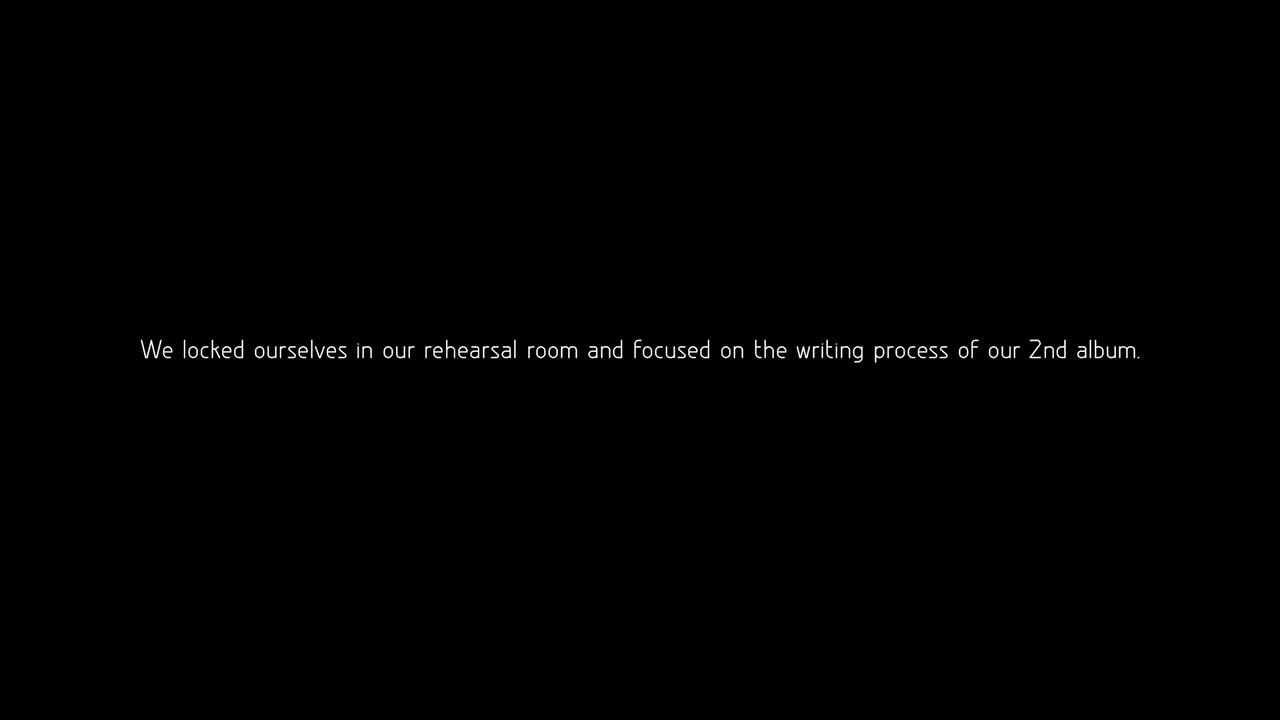 We locked ourselves in our rehearsal room and focused on the writing process of our 2nd album.